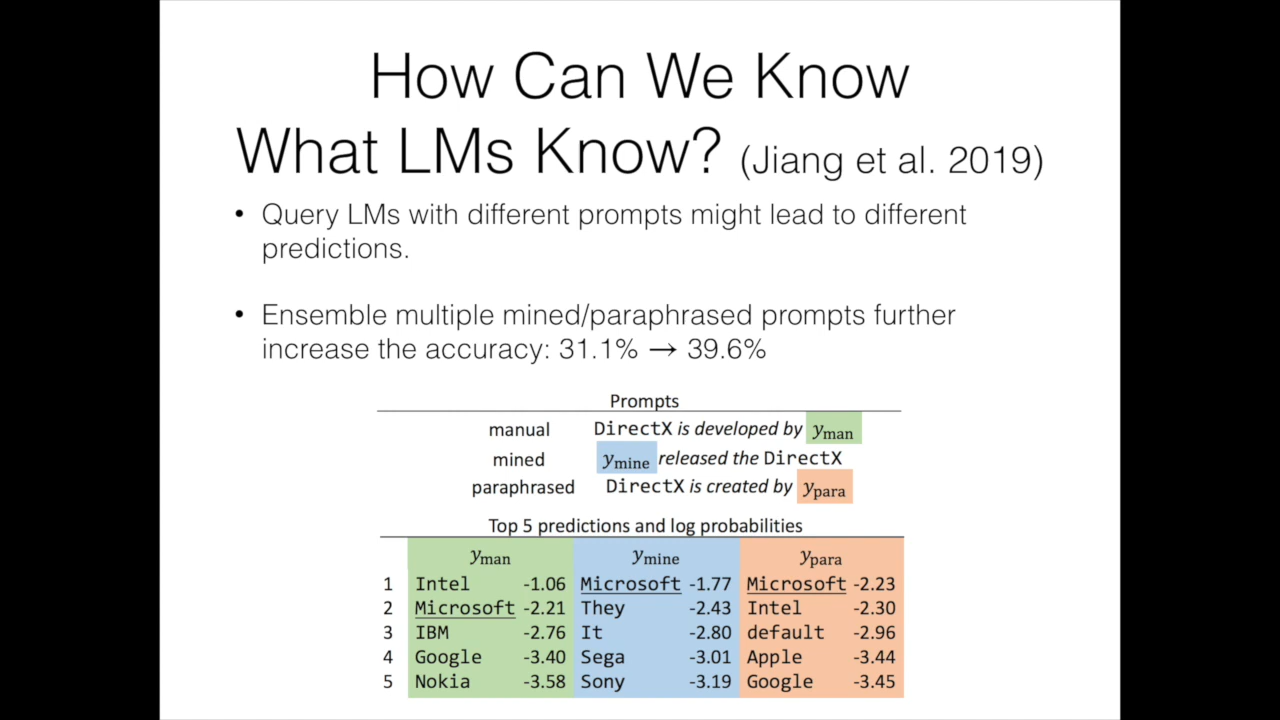 How Can We Know
What LMs Know? (Jiang et al. 2019)
• Query LMs with different prompts might lead to different
predictions.
• Ensemble multiple mined/paraphrased prompts further
increase the accuracy: 31.1% → 39.6%
Prompts
manual DirectX is developed by y_man
mined y_mine released the DirectX
paraphrased DirectX is created by y_para
Top 5 predictions and log probabilities
y_man y_mine y_para
1 Intel -1.06 Microsoft -1.77 Microsoft -2.23
2 Microsoft -2.21 They -2.43 Intel -2.30
3 IBM -2.76 It -2.80 default -2.96
4 Google -3.40 Sega -3.01 Apple -3.44
5 Nokia -3.58 Sony -3.19 Google -3.45